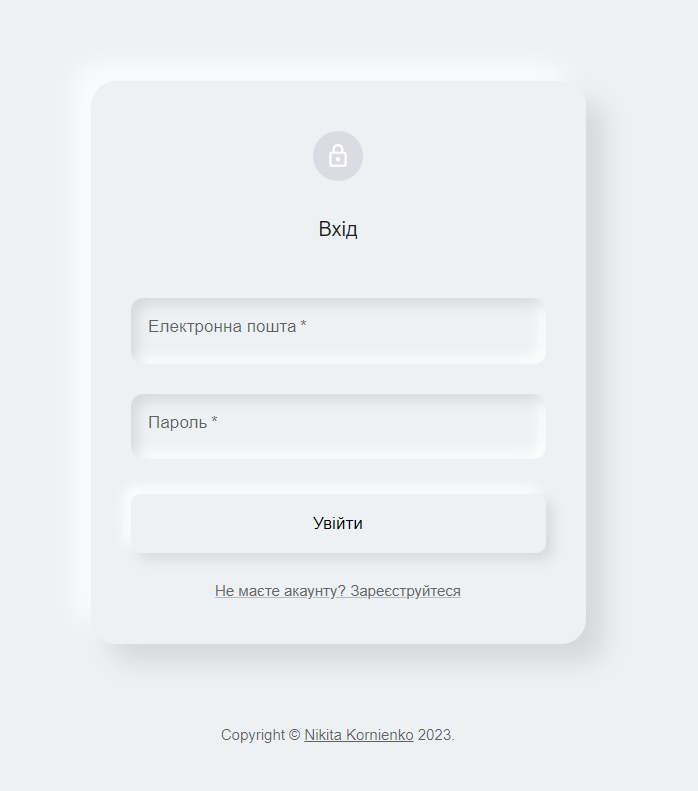 Вхід
Електронна пошта *
Пароль *
Увійти
Не маєте акаунту? Зареєструйтеся
Copyright © Nikita Kornienko 2023.